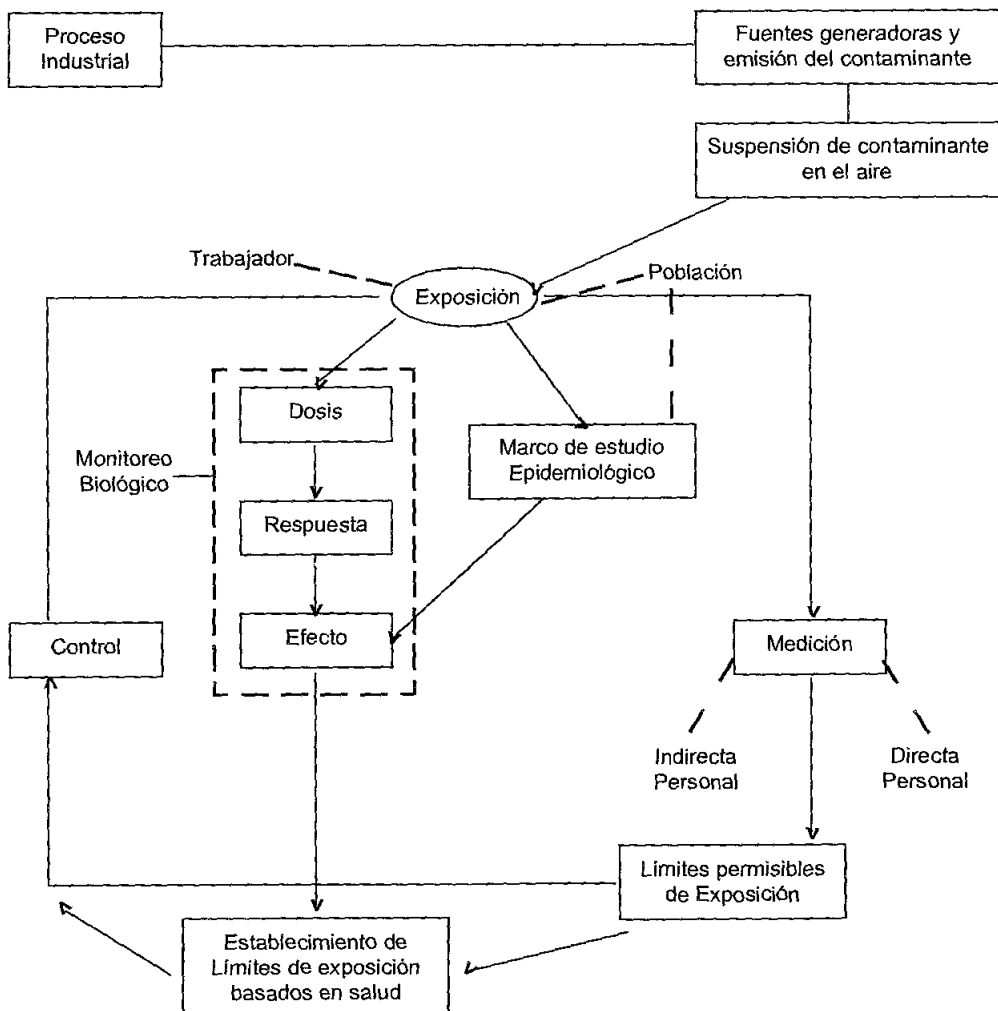 Proceso
Industrial
Fuentes generadoras y
emisión del contaminante
Suspensión de contaminante
en el aire
Trabajador
Población
Exposición
Dosis
Marco de estudio
Epidemiológico
Monitoreo
Biológico
Respuesta
Efecto
Control
Medición
Indirecta
Personal
Directa
Personal
Límites permisibles
de Exposición
Establecimiento de
Límites de exposición
basados en salud